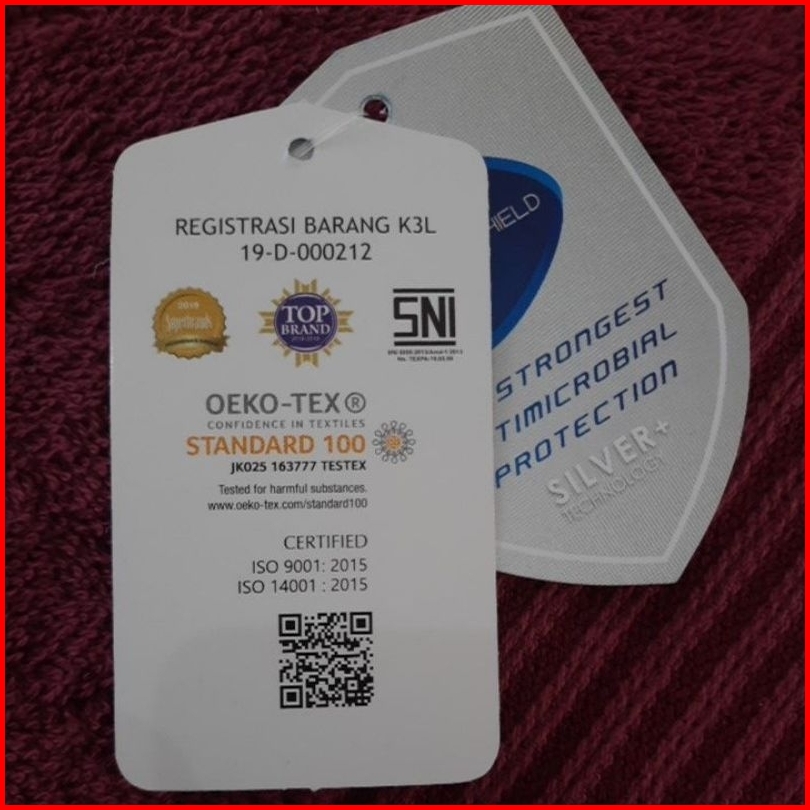 REGISTRASI BARANG K3L
19-D-000212
Superbrands
TOP
BRAND
SNI
OEKO-TEX®
CONFIDENCE IN TEXTILES
STANDARD 100
JK025 163777 TESTEX
Tested for harmful substances.
www.oeko-tex.com/standard100
CERTIFIED
ISO 9001: 2015
ISO 14001 : 2015
HIELD
STRONGEST
TIMICROBIAL
PROTECTION
SILVER+
TECHNOLOGY